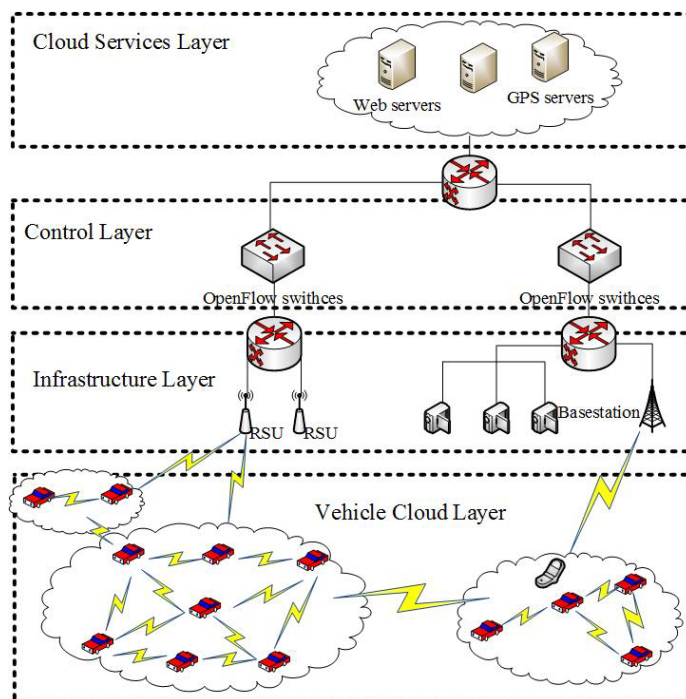 Cloud Services Layer
Web servers
GPS servers
Control Layer
OpenFlow swithces
OpenFlow swithces
Infrastructure Layer
RSU
RSU
Basestation
Vehicle Cloud Layer